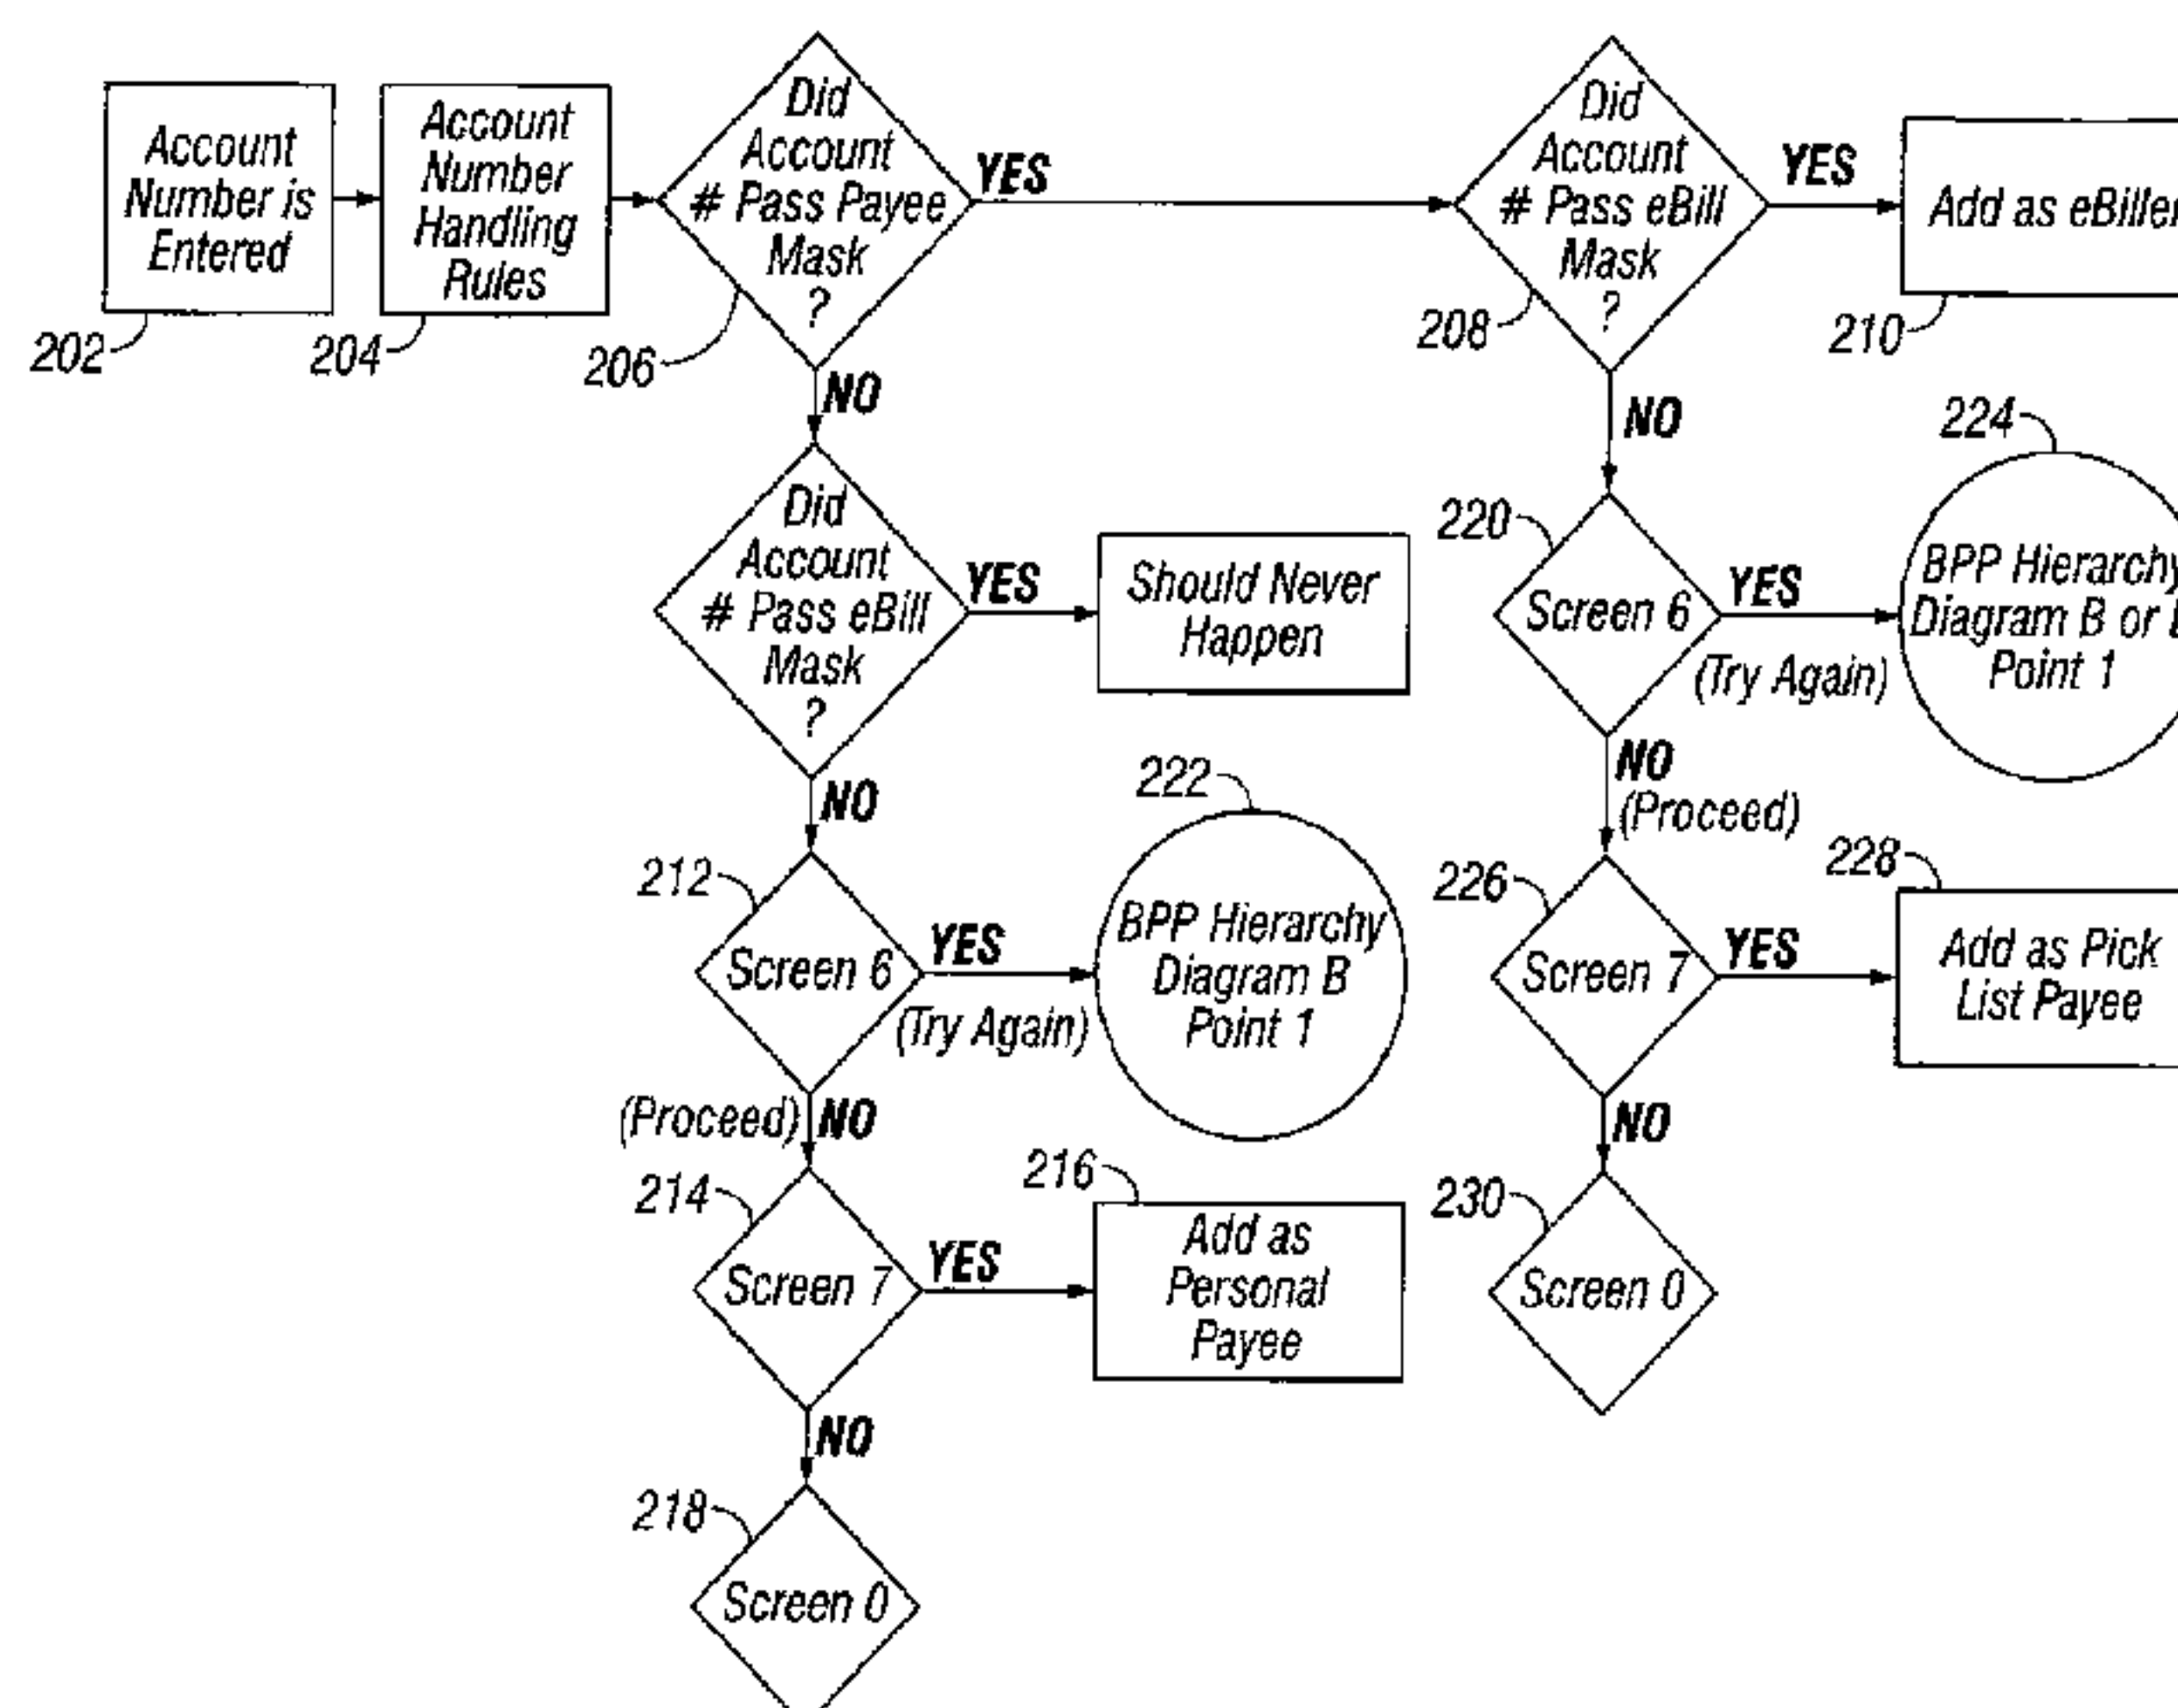 Account
Number is
Entered
202
Account
Number
Handling
Rules
204
Did
Account
# Pass Payee
Mask
?
206
YES
NO
Did
Account
# Pass eBill
Mask
?
208
YES
NO
Add as eBiller
210
Did
Account
# Pass eBill
Mask
?
YES
NO
Should Never
Happen
220
Screen 6
YES
(Try Again)
NO
(Proceed)
224
BPP Hierarchy
Diagram B or
Point 1
212
Screen 6
YES
(Try Again)
(Proceed) NO
222
BPP Hierarchy
Diagram B
Point 1
226
Screen 7
YES
NO
228
Add as Pick
List Payee
214
Screen 7
YES
NO
216
Add as
Personal
Payee
230
Screen 0
218
Screen 0